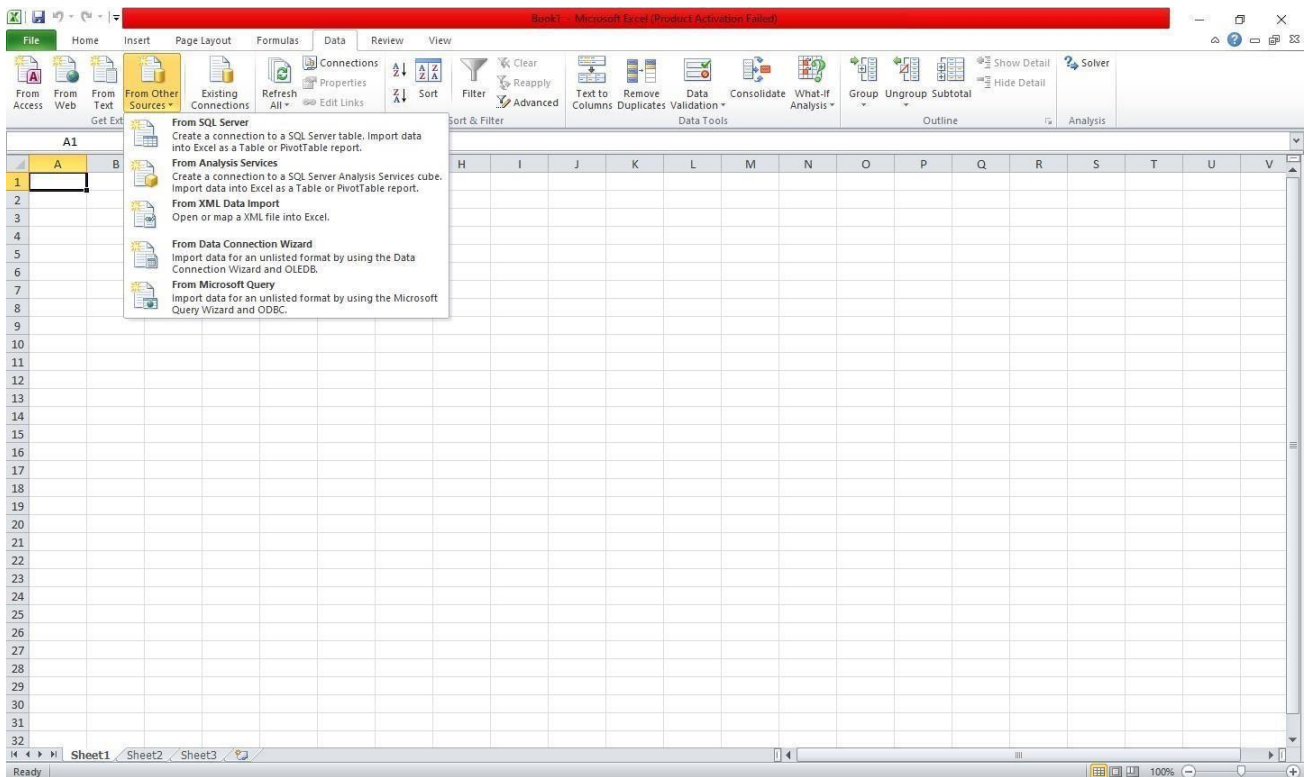 Book1 - Microsoft Excel (Product Activation Failed)
File Home Insert Page Layout Formulas Data Review View
From Access
From Web
From Text
From Other Sources
Existing Connections
Refresh All
Connections
Properties
Edit Links
Sort
Filter
Clear
Reapply
Advanced
Text to Columns
Remove Duplicates
Data Validation
Consolidate
What-If Analysis
Group
Ungroup
Subtotal
Show Detail
Hide Detail
Solver
Get Ext
Sort & Filter
Data Tools
Outline
Analysis
A1
From SQL Server
Create a connection to a SQL Server table. Import data
into Excel as a Table or PivotTable report.
From Analysis Services
Create a connection to a SQL Server Analysis Services cube.
Import data into Excel as a Table or PivotTable report.
From XML Data Import
Open or map a XML file into Excel.
From Data Connection Wizard
Import data for an unlisted format by using the Data
Connection Wizard and OLEDB.
From Microsoft Query
Import data for an unlisted format by using the Microsoft
Query Wizard and ODBC.
A B H I J K L M N O P Q R S T U V
1
2
3
4
5
6
7
8
9
10
11
12
13
14
15
16
17
18
19
20
21
22
23
24
25
26
27
28
29
30
31
32
Sheet1 Sheet2 Sheet3
Ready 100%